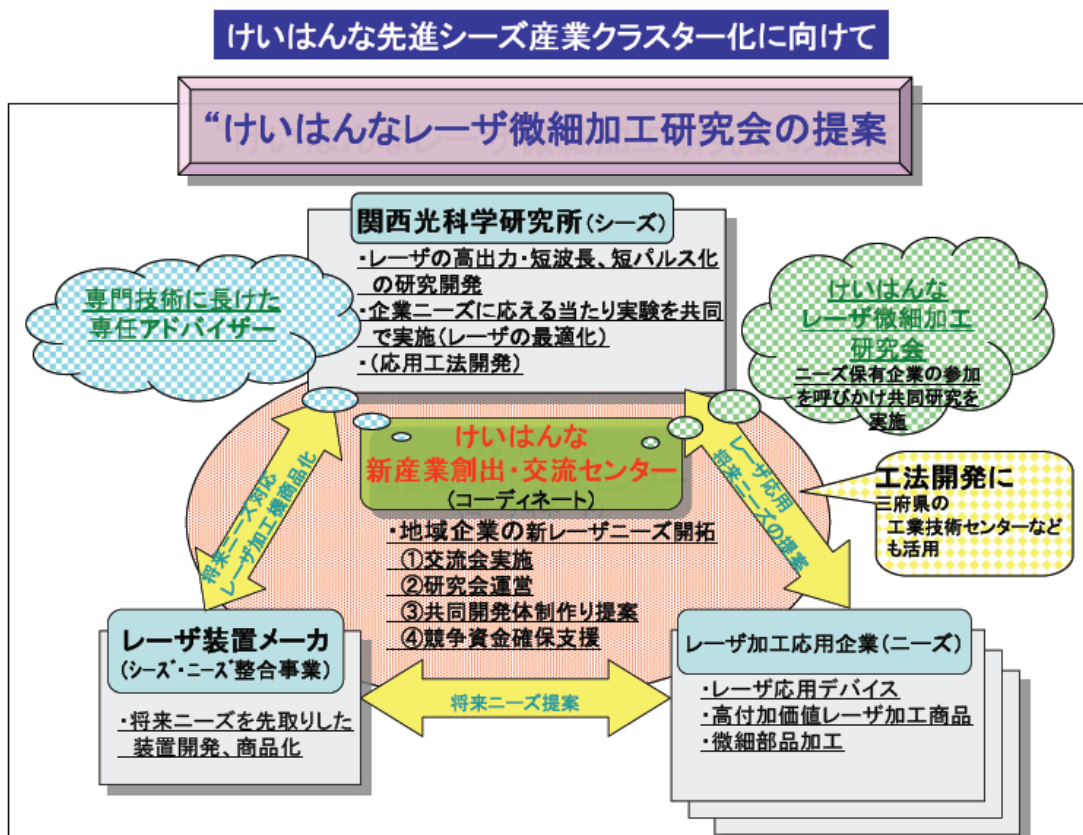 けいはんな先進シーズ産業クラスター化に向けて
“けいはんなレーザ微細加工研究会の提案
関西光科学研究所(シーズ)
・レーザの高出力・短波長、短パルス化
の研究開発
・企業ニーズに応える当たり実験を共同
で実施(レーザの最適化)
・(応用工法開発)
専門技術に長けた
専任アドバイザー
けいはんな
レーザ微細加工
研究会
ニーズ保有企業の参加
を呼びかけ共同研究を
実施
けいはんな
新産業創出・交流センター
(コーディネート)
・地域企業の新レーザニーズ開拓
①交流会実施
②研究会運営
③共同開発体制作り提案
④競争資金確保支援
将来ニーズ対応
レーザ加工機商品化
レーザ応用
将来ニーズの提案
工法開発に
三府県の
工業技術センターなど
も活用
レーザ装置メーカ
(シーズ・ニーズ整合事業)
・将来ニーズを先取りした
装置開発、商品化
将来ニーズ提案
レーザ加工応用企業(ニーズ)
・レーザ応用デバイス
・高付加価値レーザ加工商品
・微細部品加工